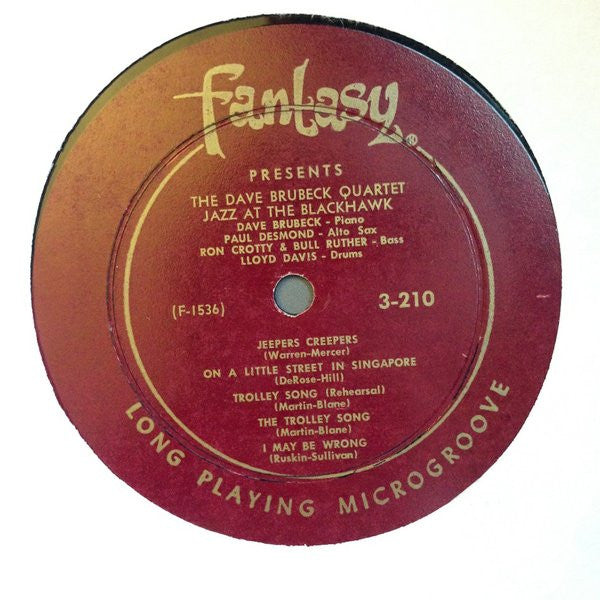 fantasy®
PRESENTS
THE DAVE BRUBECK QUARTET
JAZZ AT THE BLACKHAWK
DAVE BRUBECK - Piano
PAUL DESMOND - Alto Sax
RON CROTTY & BULL RUTHER - Bass
LLOYD DAVIS - Drums
(F-1536) 3-210
JEEPERS CREEPERS
(Warren-Mercer)
ON A LITTLE STREET IN SINGAPORE
(DeRose-Hill)
TROLLEY SONG (Rehearsal)
(Martin-Blane)
THE TROLLEY SONG
(Martin-Blane)
I MAY BE WRONG
(Ruskin-Sullivan)
LONG PLAYING MICROGROOVE